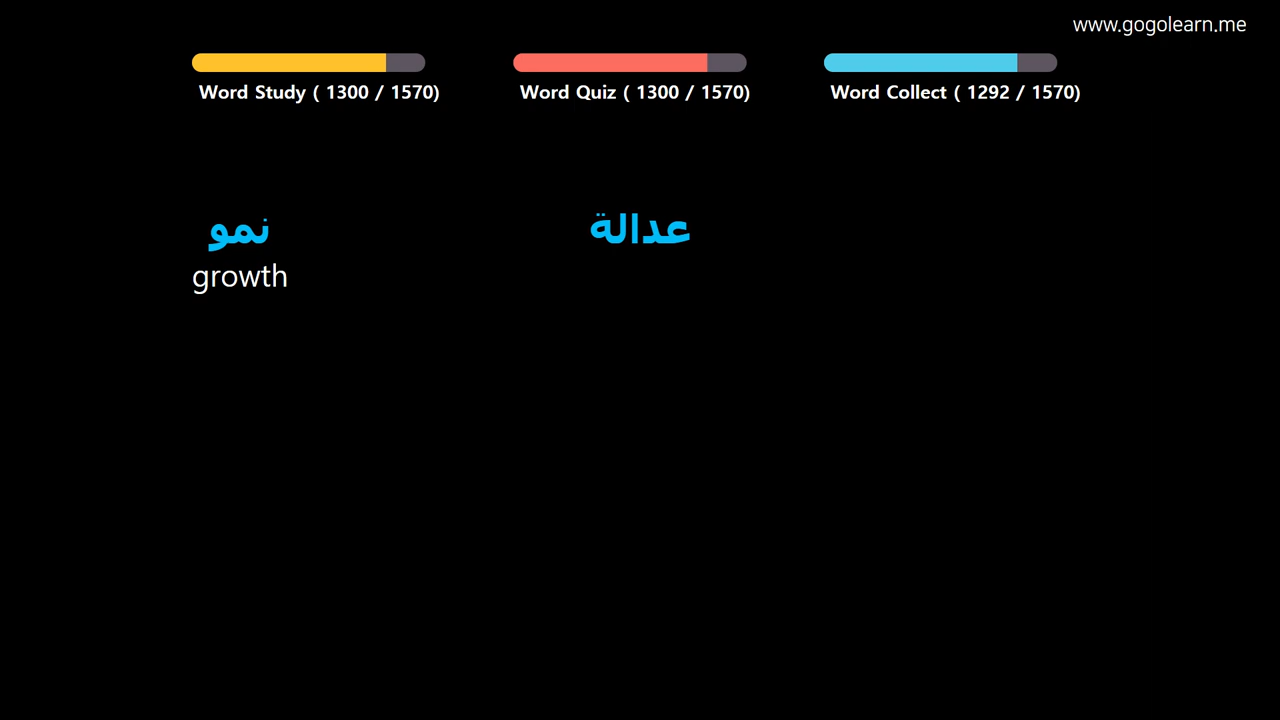 www.gogolearn.me
Word Study ( 1300 / 1570)
Word Quiz ( 1300 / 1570)
Word Collect ( 1292 / 1570)
نمو
growth
عدالة